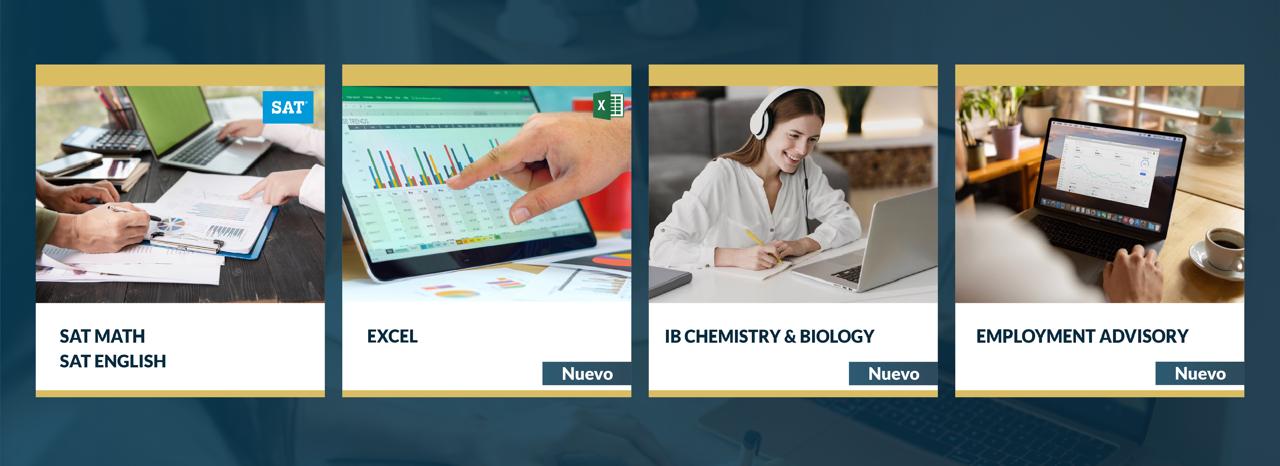 SAT
SAT MATH
SAT ENGLISH
X
EXCEL
Nuevo
IB CHEMISTRY & BIOLOGY
Nuevo
EMPLOYMENT ADVISORY
Nuevo